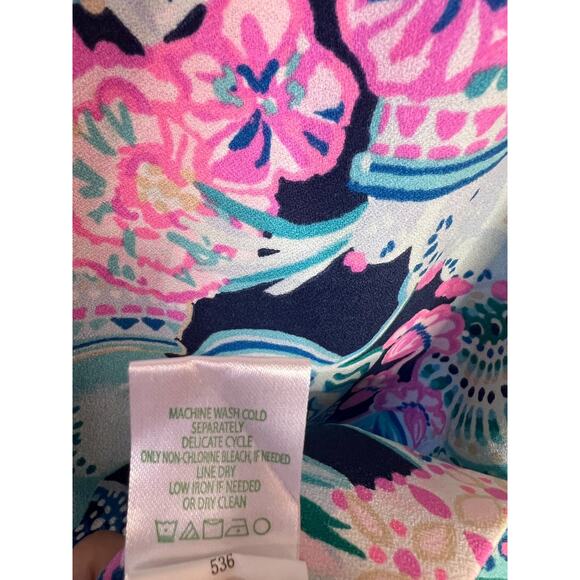 MACHINE WASH COLD
SEPARATELY
DELICATE CYCLE
ONLY NON-CHLORINE BLEACH, IF NEEDED
LINE DRY
LOW IRON IF NEEDED
OR DRY CLEAN
536